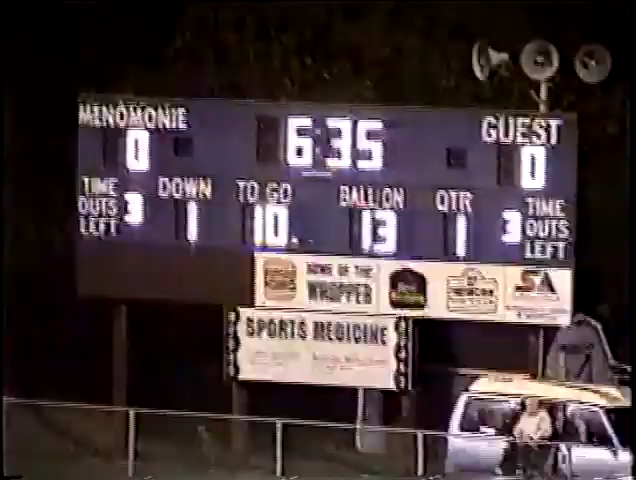 MENOMONIE 6:35 GUEST
0 0
TIME OUTS LEFT 3 DOWN 1 TO GO 10 BALL ON 13 QTR 1 3 TIME OUTS LEFT
HOME OF THE
WHOPPER
SPORTS MEDICINE